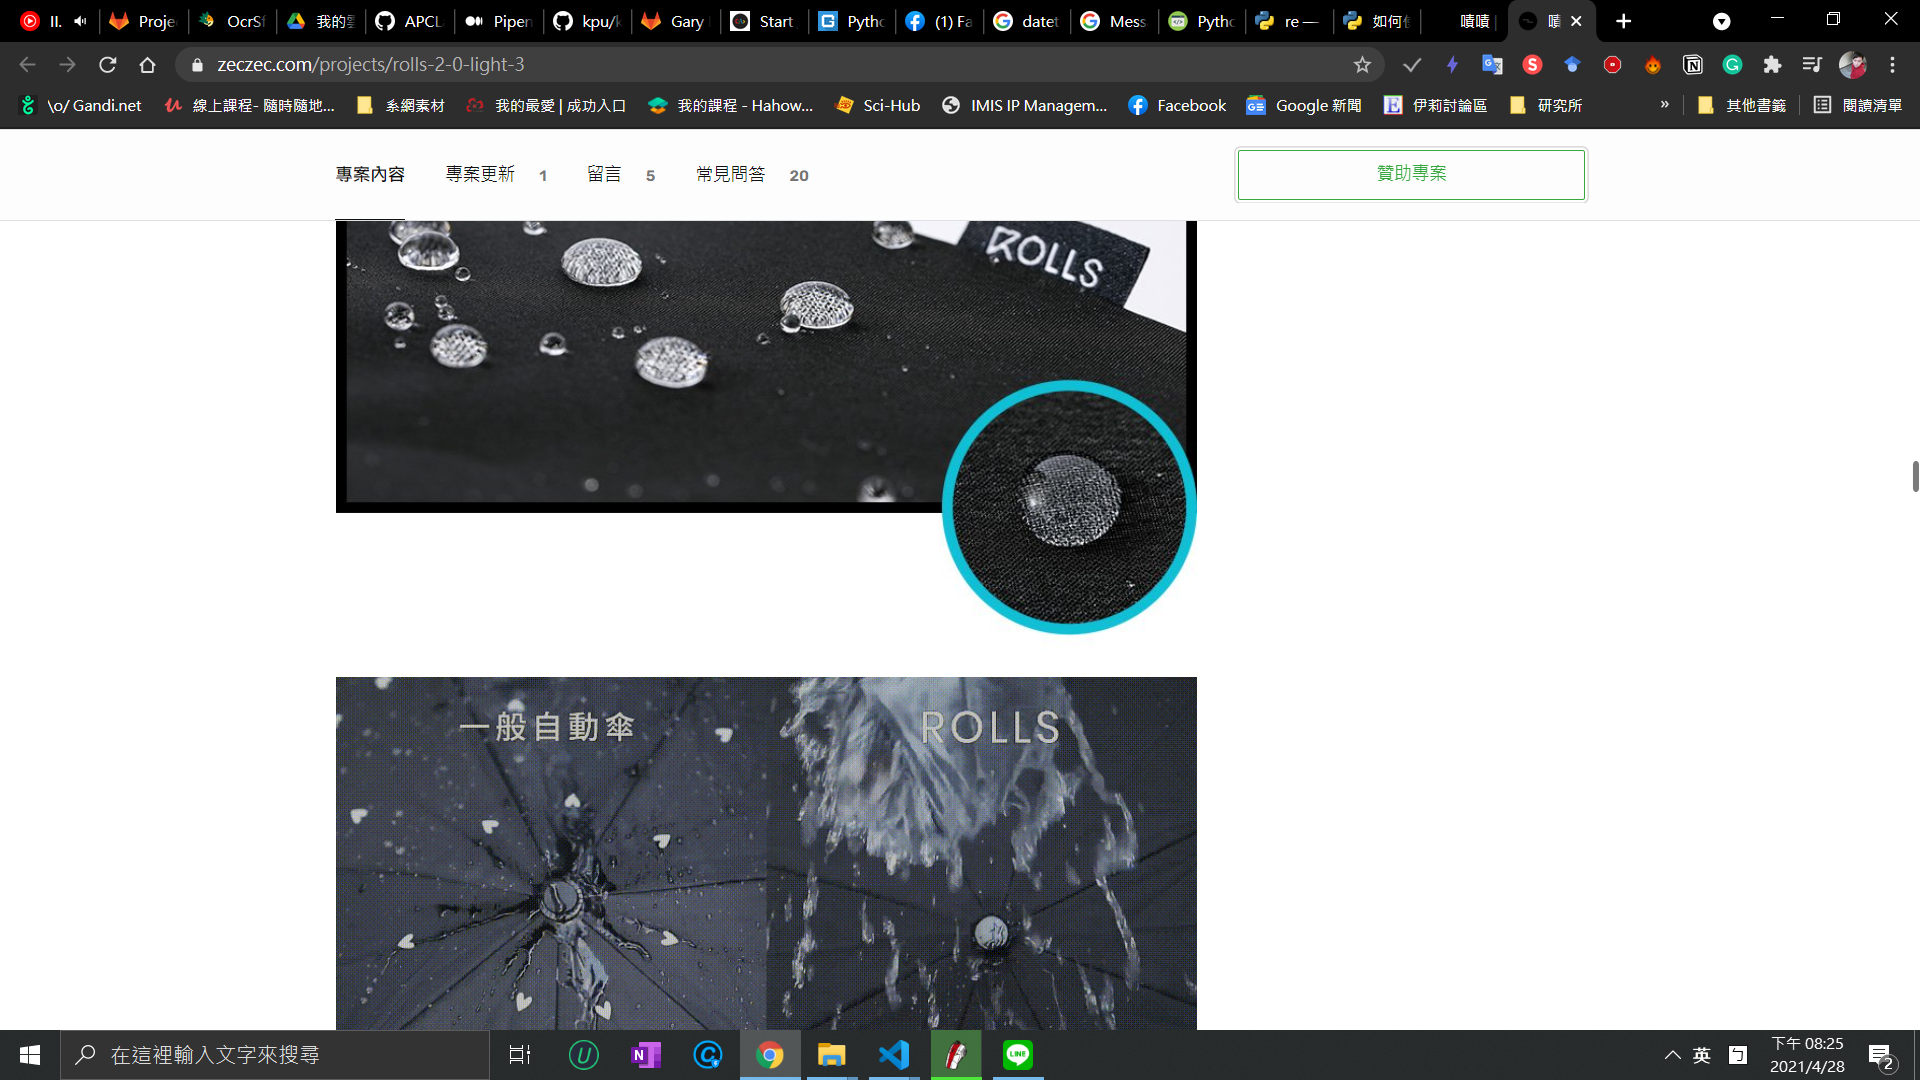 II.
Proje
OcrSf
我的雲
APCL
Pipen
kpu/k
Gary
Start
Pytho
(1) Fa
datet
Mess
Pytho
re —
如何使
嘖嘖 |
嘖
zeczec.com/projects/rolls-2-0-light-3
\o/ Gandi.net
線上課程- 隨時隨地...
系網素材
我的最愛 | 成功入口
我的課程 - Hahow...
Sci-Hub
IMIS IP Managem...
Facebook
Google 新聞
伊莉討論區
研究所
»
其他書籤
閱讀清單
專案內容
專案更新 1
留言 5
常見問答 20
贊助專案
ROLLS
一般自動傘
ROLLS
在這裡輸入文字來搜尋
英
下午 08:25
2021/4/28
2